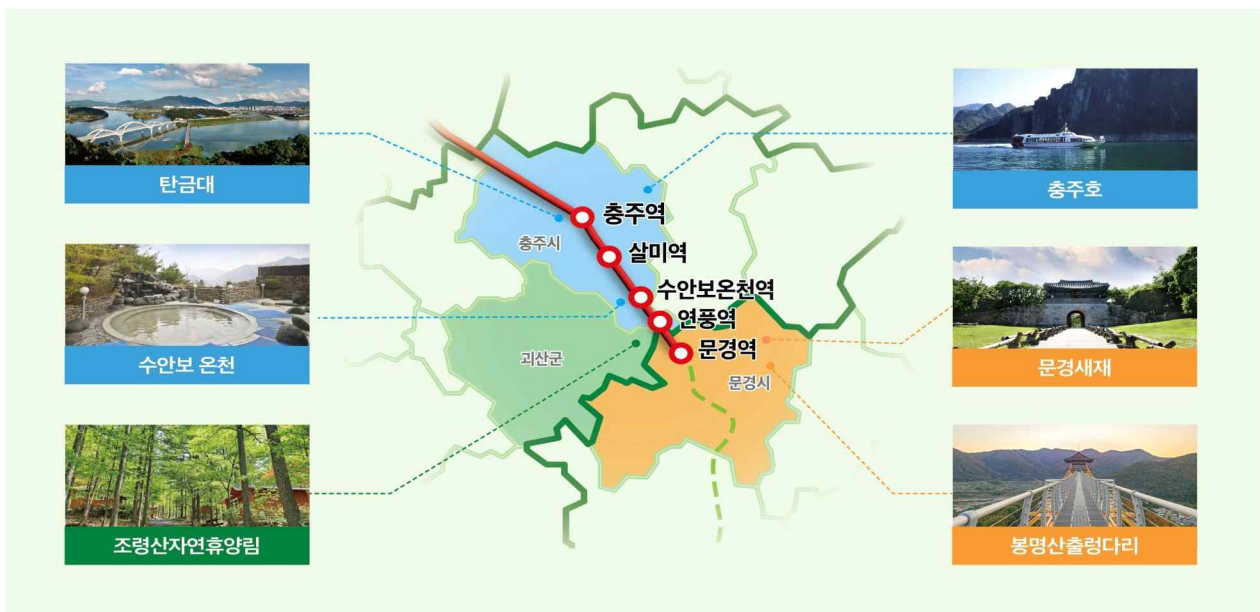 탄금대
수안보 온천
조령산자연휴양림
충주역
살미역
수안보온천역
연풍역
문경역
충주시
괴산군
문경시
충주호
문경새재
봉명산출렁다리